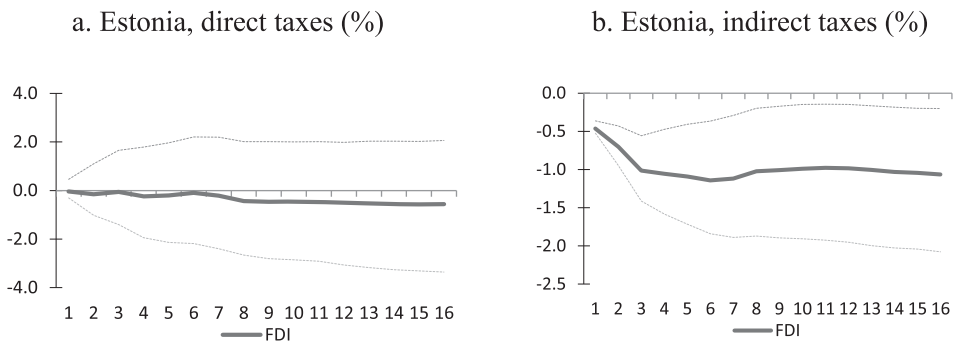 a. Estonia, direct taxes (%)
4.0
2.0
0.0
-2.0
-4.0
1 2 3 4 5 6 7 8 9 10 11 12 13 14 15 16
FDI
b. Estonia, indirect taxes (%)
0.0
-0.5
-1.0
-1.5
-2.0
-2.5
1 2 3 4 5 6 7 8 9 10 11 12 13 14 15 16
FDI